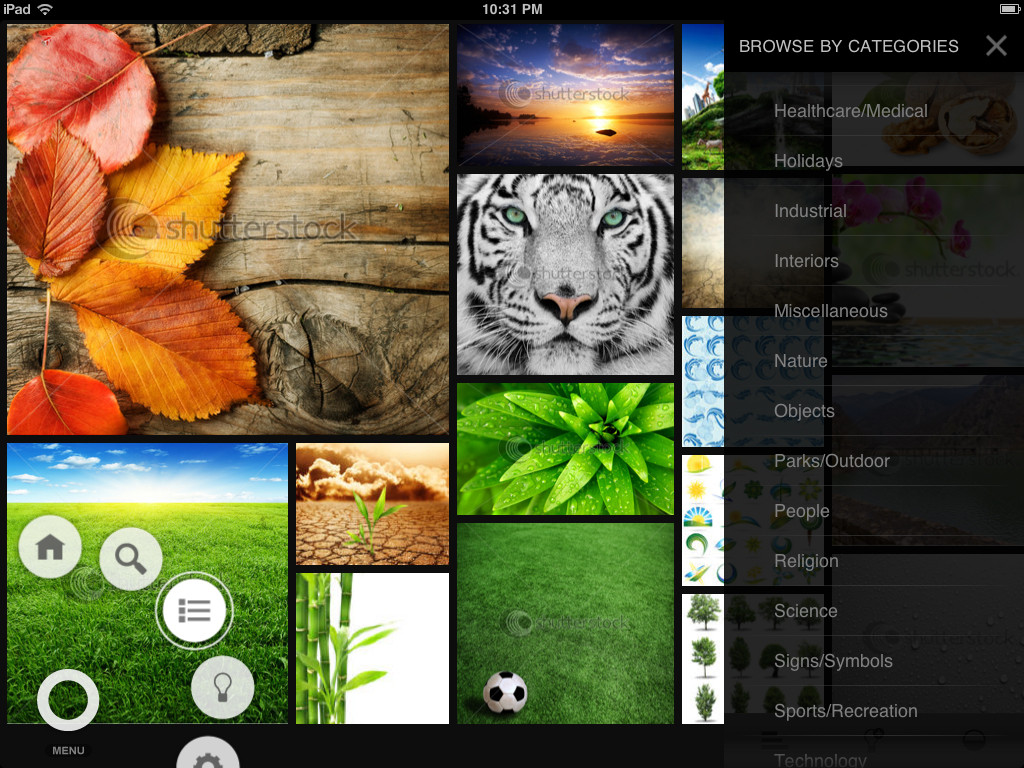 iPad
10:31 PM
BROWSE BY CATEGORIES
shutterstock
shutterstock
shutterstock
shutterstock
shutterstock
shutterstock
shutterstock
Healthcare/Medical
Holidays
Industrial
Interiors
Miscellaneous
Nature
Objects
Parks/Outdoor
People
Religion
Science
Signs/Symbols
Sports/Recreation
Technology
MENU